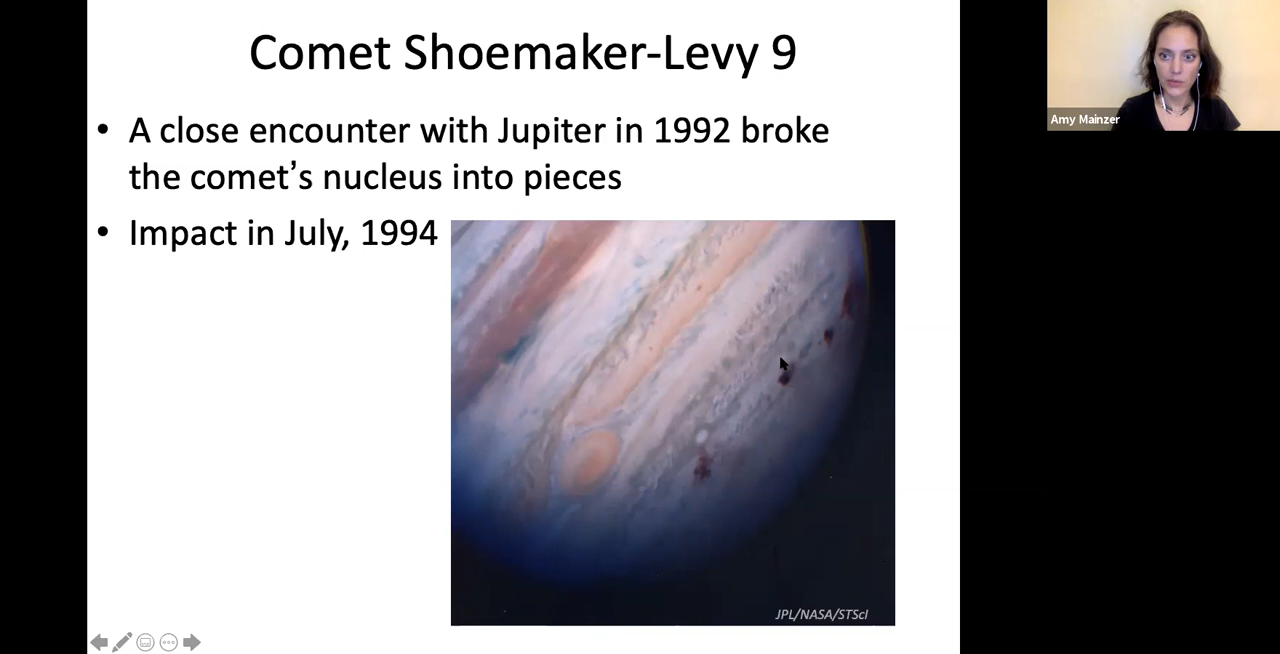 Comet Shoemaker-Levy 9
• A close encounter with Jupiter in 1992 broke
the comet’s nucleus into pieces
• Impact in July, 1994
JPL/NASA/STScI
Amy Mainzer